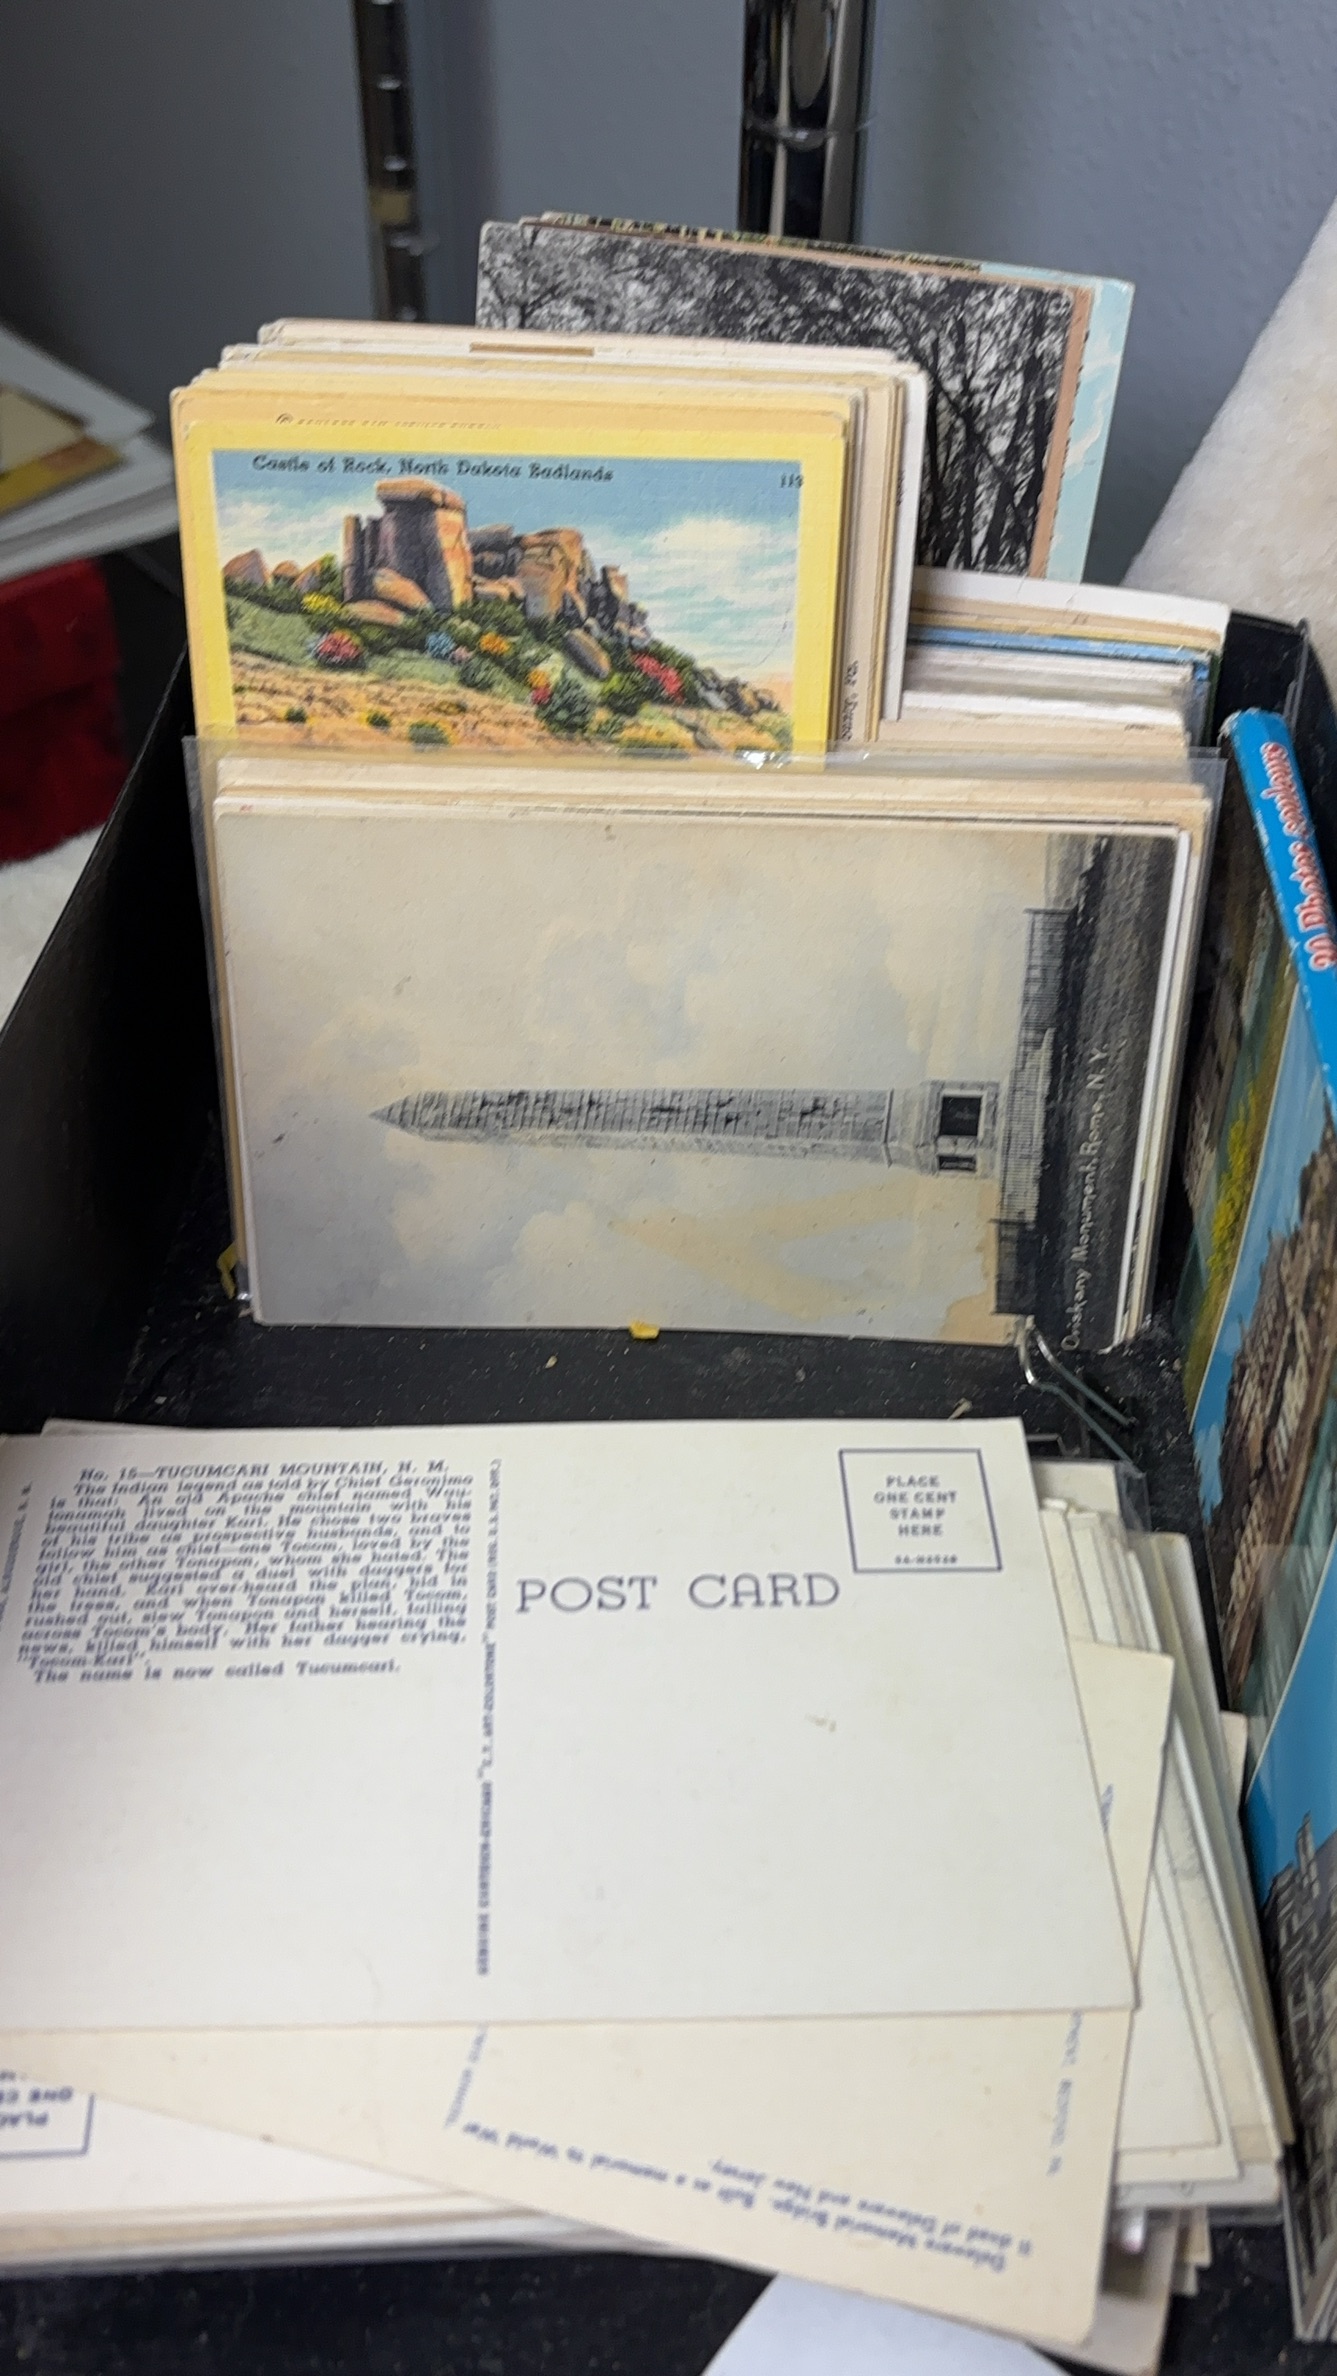 Castle of Rock, North Dakota Badlands
113
Oriskany Monument, Rome, N. Y.
No. 15—TUCUMCARI MOUNTAIN, N. M.
The Indian legend as told by Chief Geronimo
is that: An old Apache chief named Wau-
tonomah lived on the mountain with his
beautiful daughter Kari. He chose two braves
of his tribe as prospective husbands, and to
follow him as chief—one Tocom, loved by the
girl, the other Tonapon, whom she hated. The
old chief suggested a duel with daggers for
her hand. Kari over-heard the plan, hid in
the trees, and when Tonapon killed Tocom,
rushed out, slew Tonapon and herself, falling
across Tocom's body. Her father hearing the
news, killed himself with her dagger crying,
"Tocom-Kari".
The name is now called Tucumcari.
POST CARD
PLACE
ONE CENT
STAMP
HERE
Delaware Memorial Bridge. Built as a memorial to World War
II dead of Delaware and New Jersey.